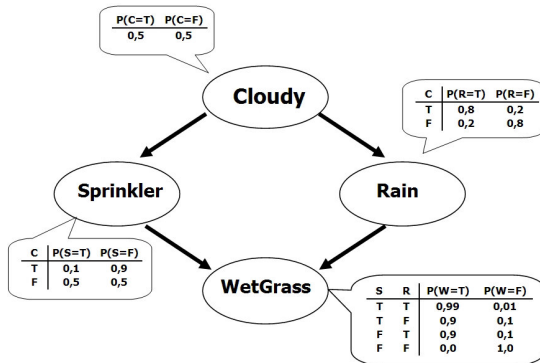 P(C=T) P(C=F)
0,5 0,5
Cloudy
C P(R=T) P(R=F)
T 0,8 0,2
F 0,2 0,8
Sprinkler
Rain
C P(S=T) P(S=F)
T 0,1 0,9
F 0,5 0,5
WetGrass
S R P(W=T) P(W=F)
T T 0,99 0,01
T F 0,9 0,1
F T 0,9 0,1
F F 0,0 1,0